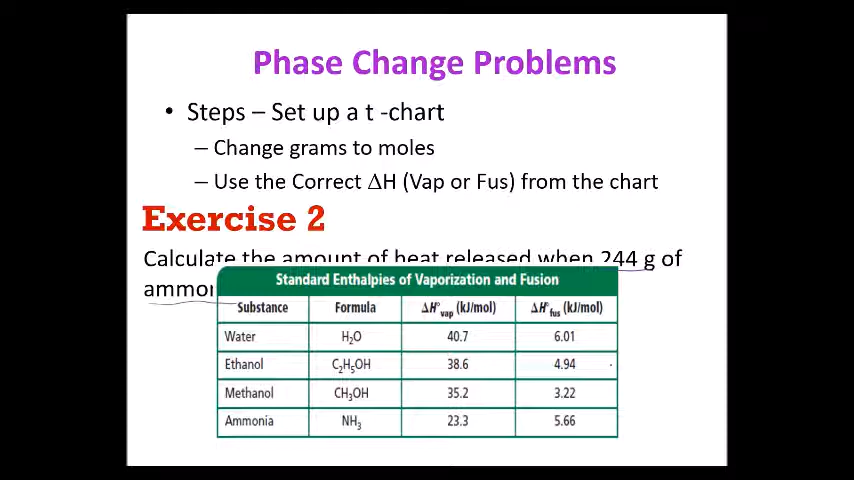 Phase Change Problems
• Steps – Set up a t -chart
– Change grams to moles
– Use the Correct ΔH (Vap or Fus) from the chart
Exercise 2
Calculate the amount of heat released when 244 g of
Standard Enthalpies of Vaporization and Fusion
Substance Formula ΔH°vap (kJ/mol) ΔH°fus (kJ/mol)
Water H₂O 40.7 6.01
Ethanol C₂H₅OH 38.6 4.94
Methanol CH₃OH 35.2 3.22
Ammonia NH₃ 23.3 5.66